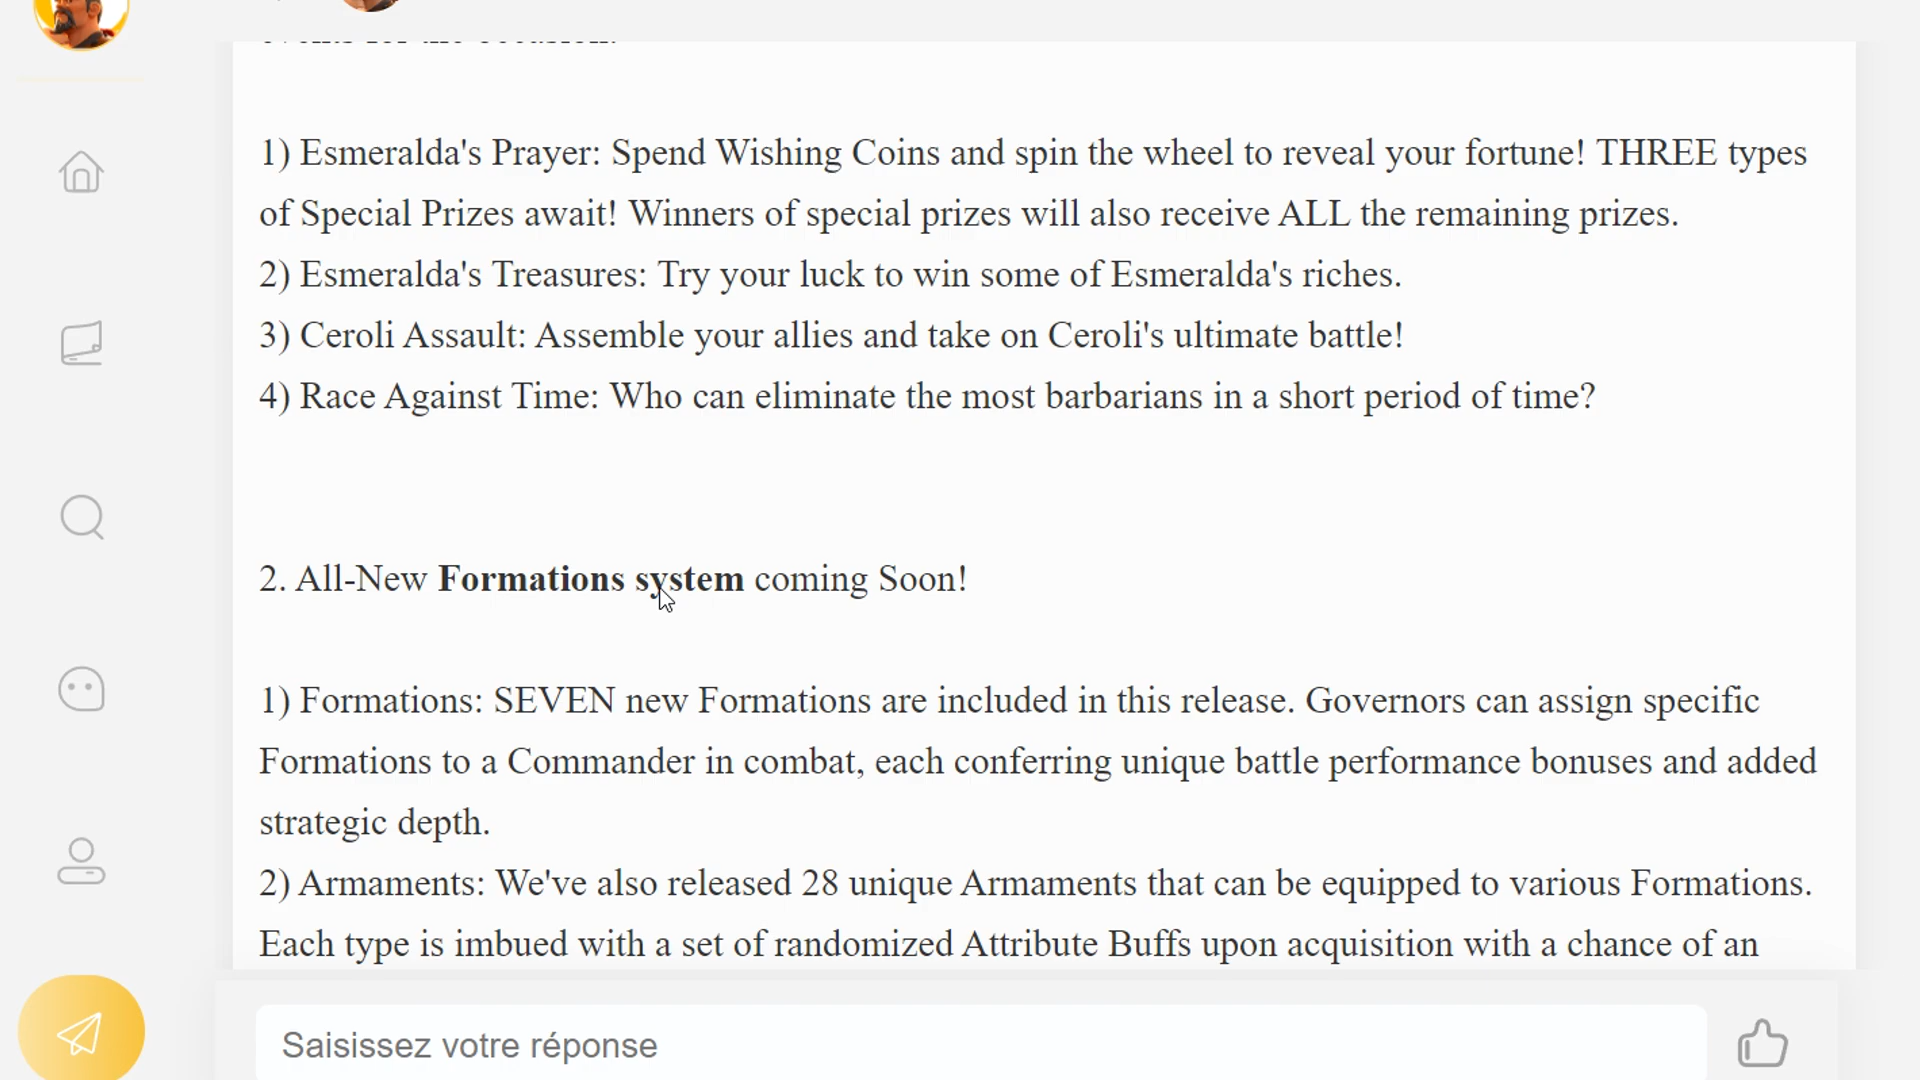 1) Esmeralda's Prayer: Spend Wishing Coins and spin the wheel to reveal your fortune! THREE types
of Special Prizes await! Winners of special prizes will also receive ALL the remaining prizes.
2) Esmeralda's Treasures: Try your luck to win some of Esmeralda's riches.
3) Ceroli Assault: Assemble your allies and take on Ceroli's ultimate battle!
4) Race Against Time: Who can eliminate the most barbarians in a short period of time?
2. All-New Formations system coming Soon!
1) Formations: SEVEN new Formations are included in this release. Governors can assign specific
Formations to a Commander in combat, each conferring unique battle performance bonuses and added
strategic depth.
2) Armaments: We've also released 28 unique Armaments that can be equipped to various Formations.
Each type is imbued with a set of randomized Attribute Buffs upon acquisition with a chance of an
Saisissez votre réponse